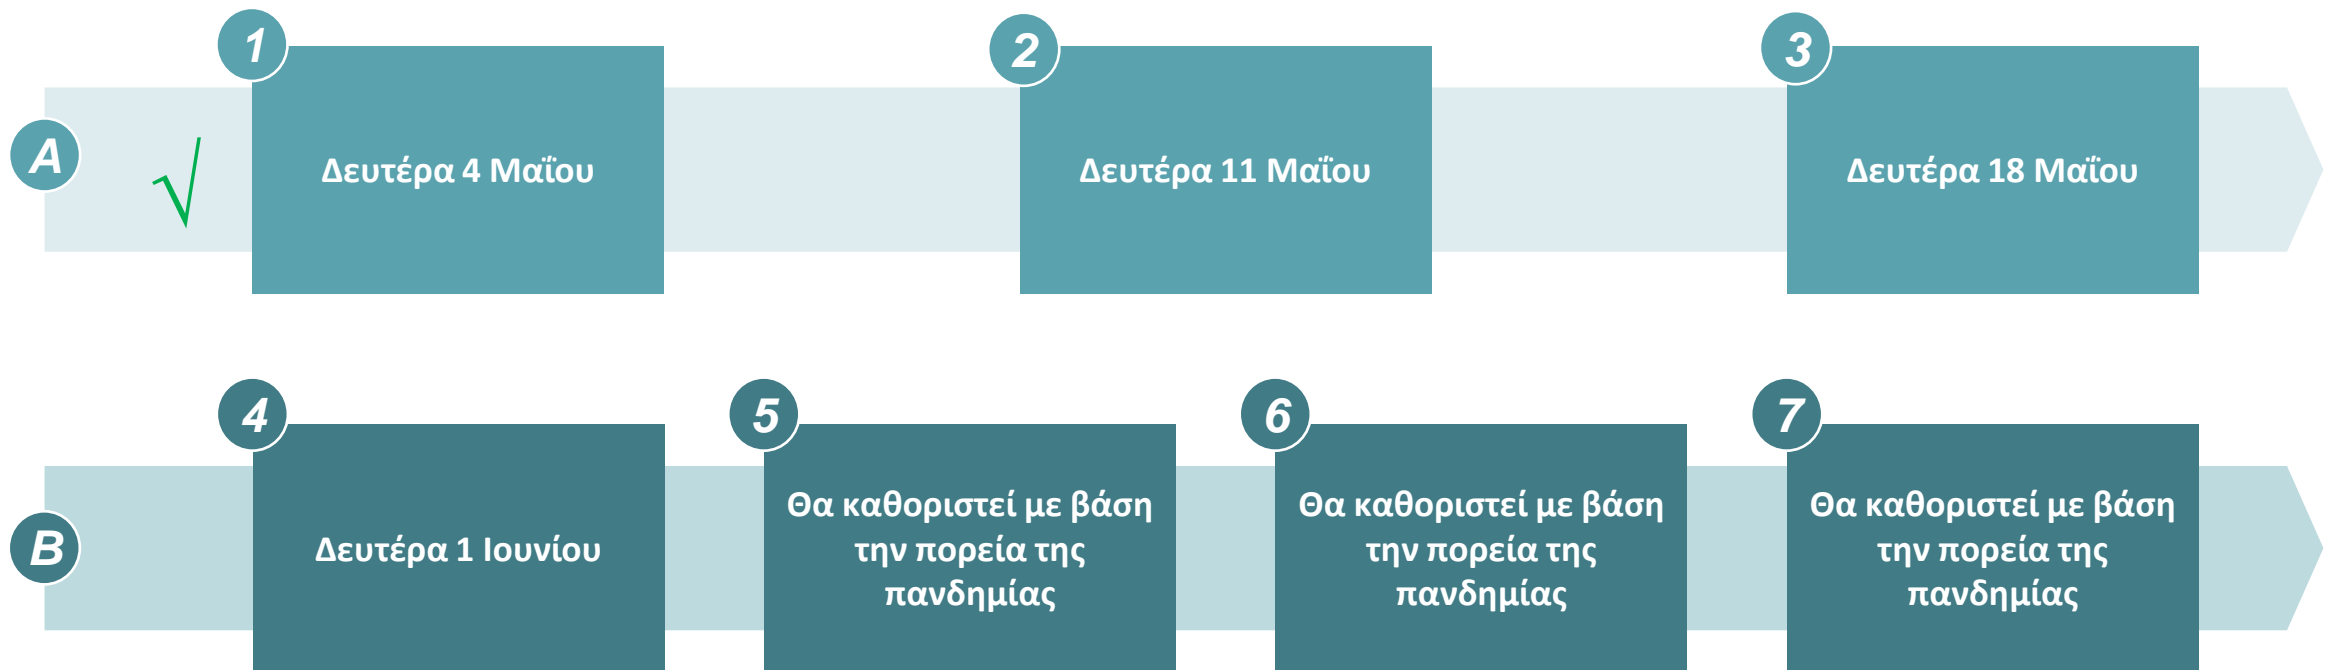 1
2
3
A
√
Δευτέρα 4 Μαΐου
Δευτέρα 11 Μαΐου
Δευτέρα 18 Μαΐου
4
5
6
7
B
Δευτέρα 1 Ιουνίου
Θα καθοριστεί με βάση
την πορεία της
πανδημίας
Θα καθοριστεί με βάση
την πορεία της
πανδημίας
Θα καθοριστεί με βάση
την πορεία της
πανδημίας